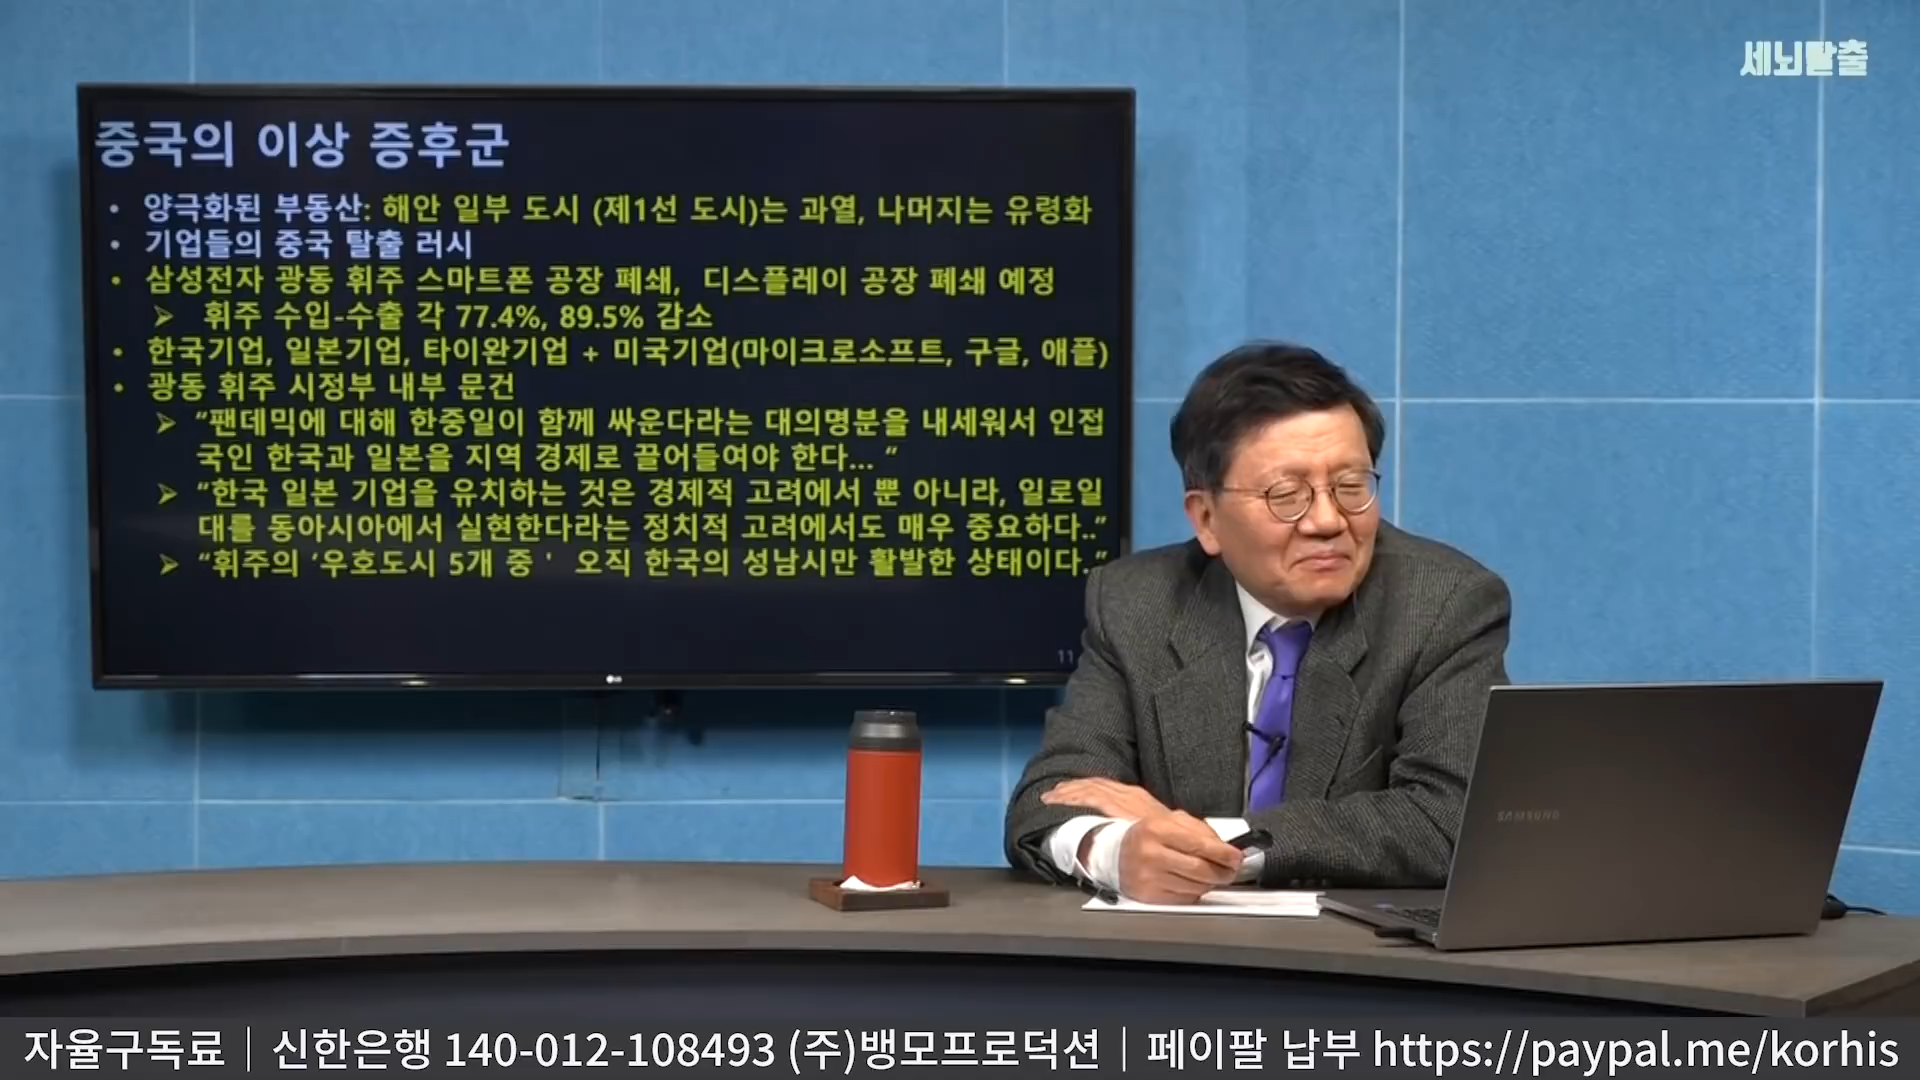 세뇌탈출
중국의 이상 증후군
• 양극화된 부동산: 해안 일부 도시 (제1선 도시)는 과열, 나머지는 유령화
• 기업들의 중국 탈출 러시
• 삼성전자 광동 휘주 스마트폰 공장 폐쇄, 디스플레이 공장 폐쇄 예정
➢ 휘주 수입-수출 각 77.4%, 89.5% 감소
• 한국기업, 일본기업, 타이완기업 + 미국기업(마이크로소프트, 구글, 애플)
• 광동 휘주 시정부 내부 문건
➢ “팬데믹에 대해 한중일이 함께 싸운다라는 대의명분을 내세워서 인접
국인 한국과 일본을 지역 경제로 끌어들여야 한다... ”
➢ “한국 일본 기업을 유치하는 것은 경제적 고려에서 뿐 아니라, 일로일
대를 동아시아에서 실현한다라는 정치적 고려에서도 매우 중요하다..”
➢ “휘주의 ‘우호도시 5개 중 ' 오직 한국의 성남시만 활발한 상태이다.”
11
LG
SAMSUNG
자율구독료｜신한은행 140-012-108493 (주)뱅모프로덕션｜페이팔 납부 https://paypal.me/korhis